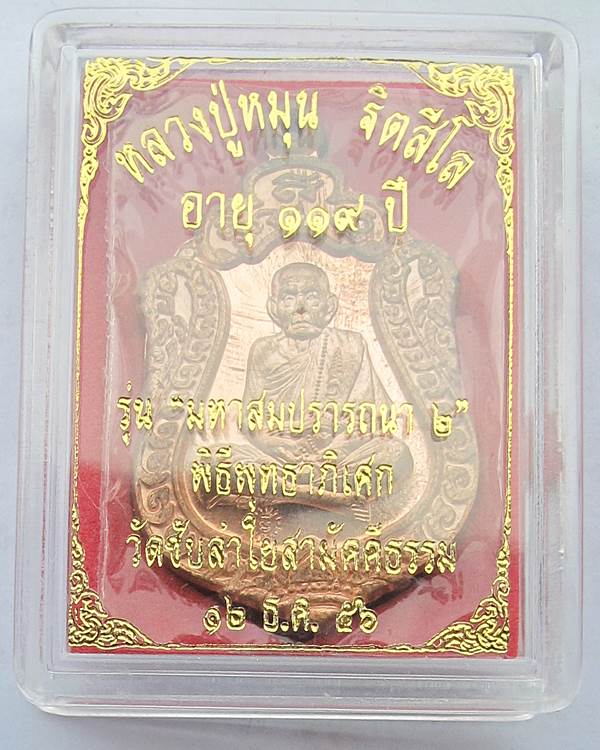 หลวงปู่หมุน ฐิตสีโล
อายุ ๑๑๙ ปี
รุ่น "มหาสมปรารถนา ๒"
พิธีพุทธาภิเศก
วัดซับลำใยสามัคคีธรรม
๑๒ ธ.ค. ๕๖